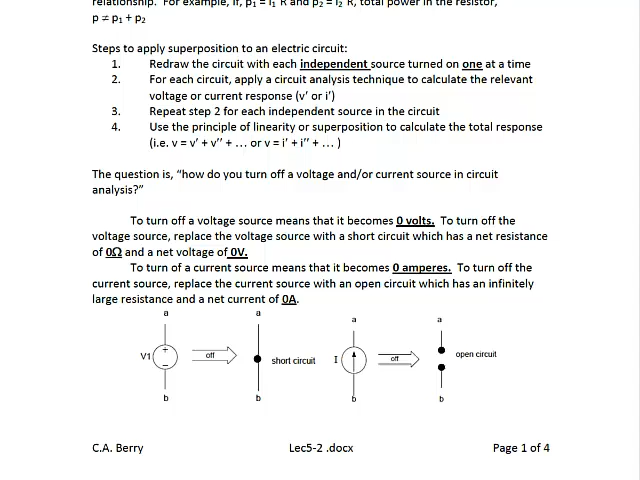 relationship. For example, if, p₁ = i₁²R and p₂ = i₂²R, total power in the resistor,
p ≠ p₁ + p₂
Steps to apply superposition to an electric circuit:
1. Redraw the circuit with each independent source turned on one at a time
2. For each circuit, apply a circuit analysis technique to calculate the relevant
voltage or current response (v' or i')
3. Repeat step 2 for each independent source in the circuit
4. Use the principle of linearity or superposition to calculate the total response
(i.e. v = v' + v'' + … or v = i' + i'' + … )
The question is, "how do you turn off a voltage and/or current source in circuit
analysis?"
To turn off a voltage source means that it becomes 0 volts. To turn off the
voltage source, replace the voltage source with a short circuit which has a net resistance
of 0Ω and a net voltage of 0V.
To turn of a current source means that it becomes 0 amperes. To turn off the
current source, replace the current source with an open circuit which has an infinitely
large resistance and a net current of 0A.
a a a a
V1 + − off short circuit I off open circuit
b b b b
C.A. Berry Lec5-2 .docx Page 1 of 4